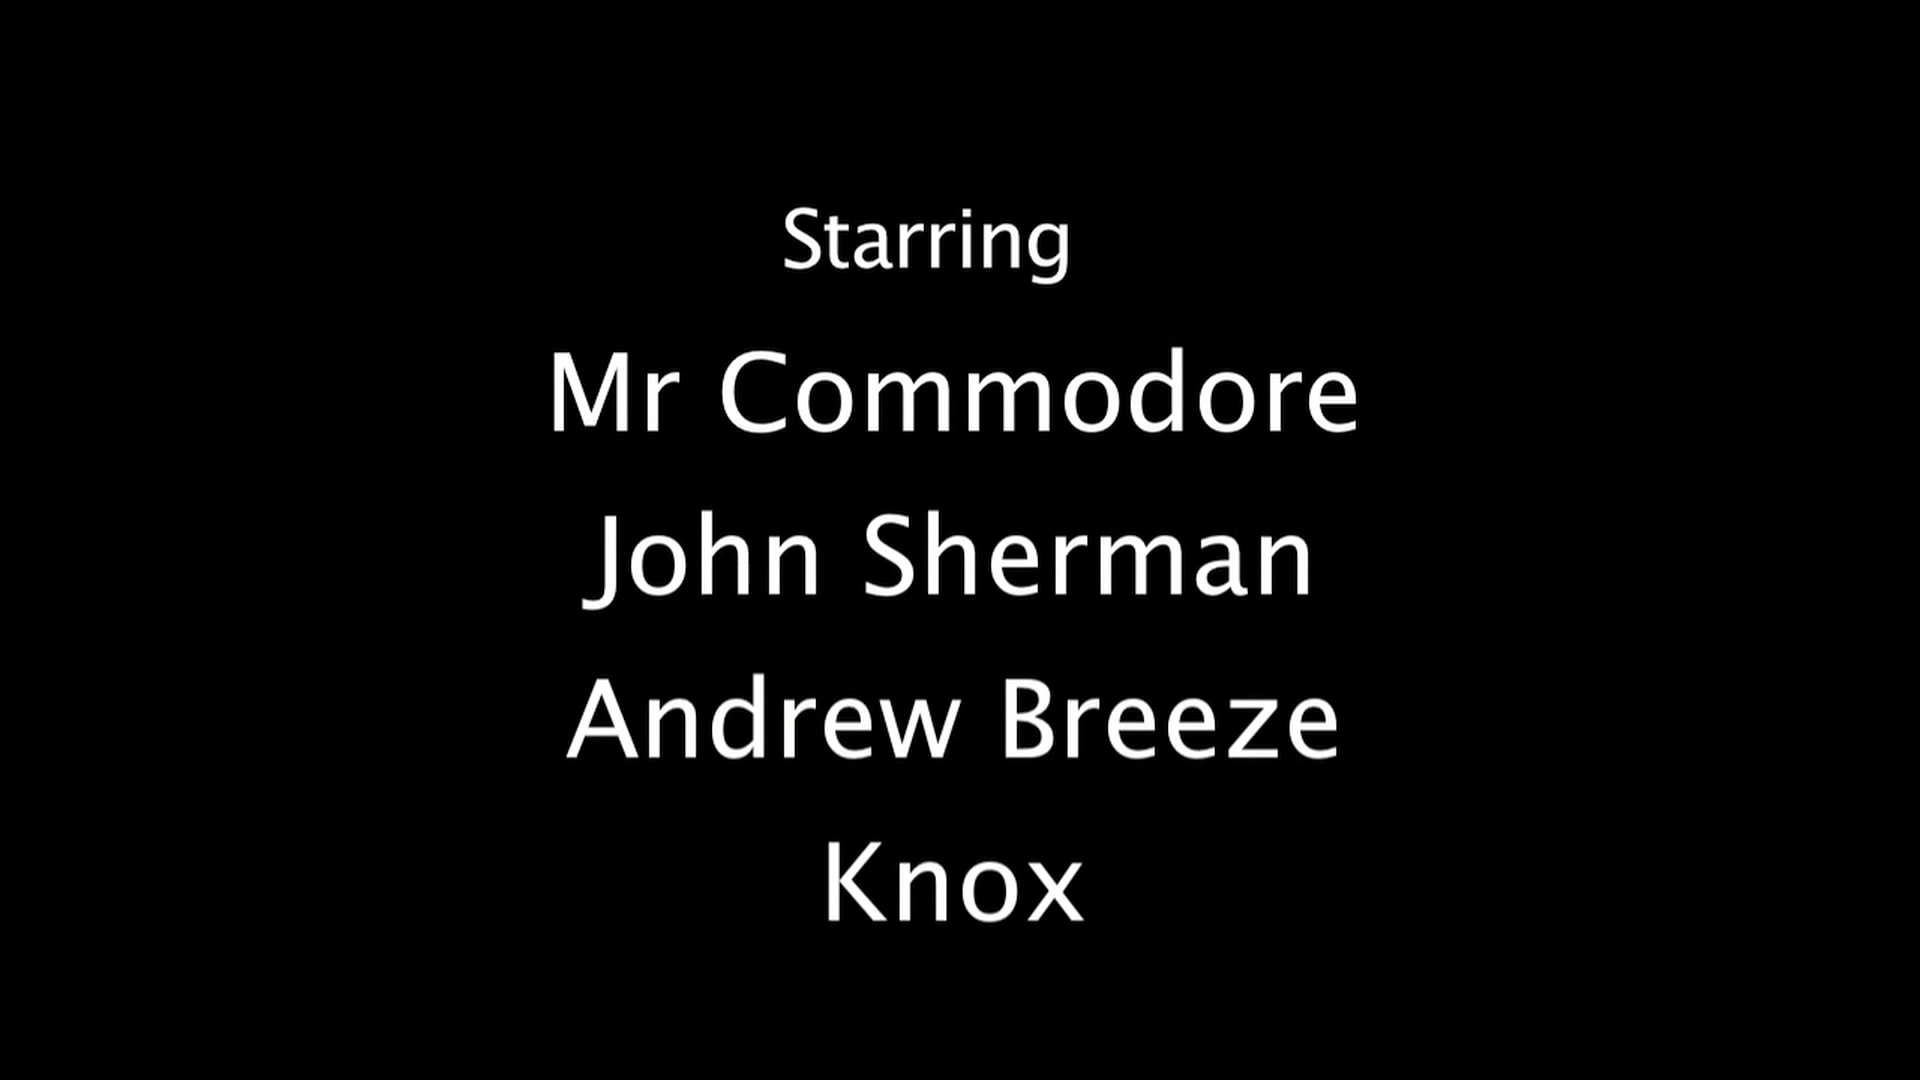 Starring
Mr Commodore
John Sherman
Andrew Breeze
Knox